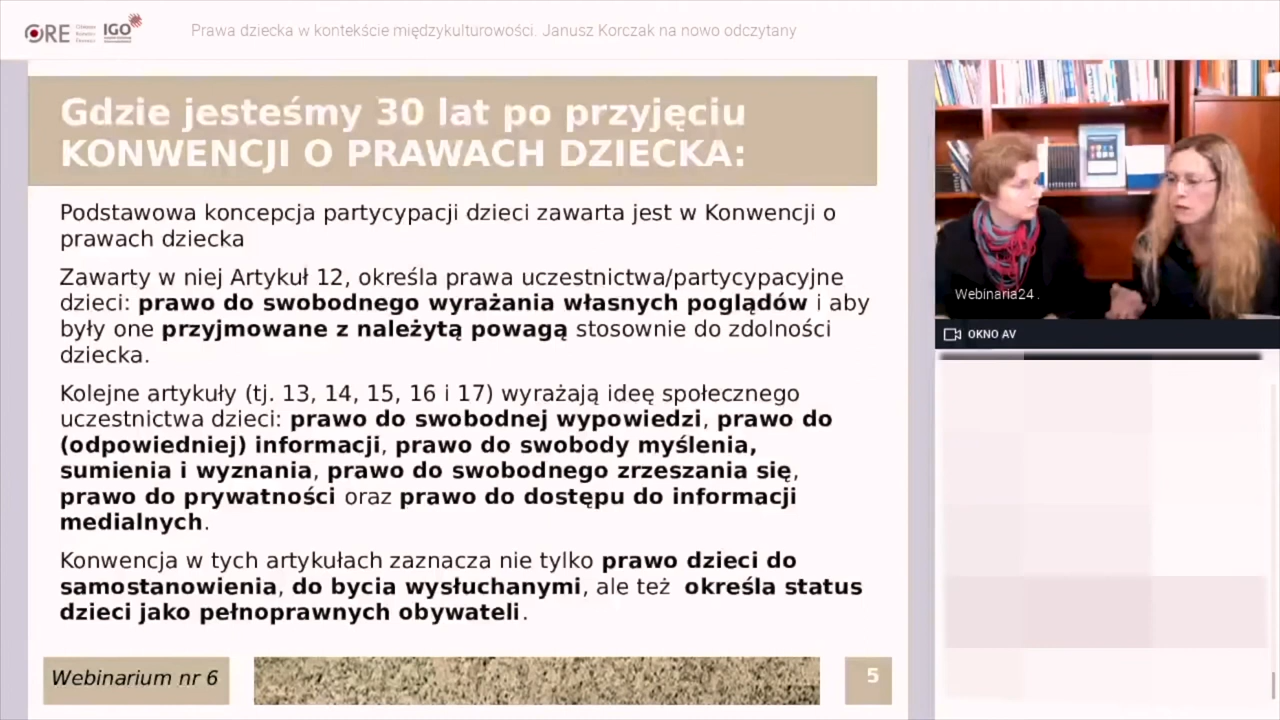 ORE
IGO
Prawa dziecka w kontekście międzykulturowości. Janusz Korczak na nowo odczytany
Gdzie jesteśmy 30 lat po przyjęciu
KONWENCJI O PRAWACH DZIECKA:
Podstawowa koncepcja partycypacji dzieci zawarta jest w Konwencji o
prawach dziecka
Zawarty w niej Artykuł 12, określa prawa uczestnictwa/partycypacyjne
dzieci: prawo do swobodnego wyrażania własnych poglądów i aby
były one przyjmowane z należytą powagą stosownie do zdolności
dziecka.
Kolejne artykuły (tj. 13, 14, 15, 16 i 17) wyrażają ideę społecznego
uczestnictwa dzieci: prawo do swobodnej wypowiedzi, prawo do
(odpowiedniej) informacji, prawo do swobody myślenia,
sumienia i wyznania, prawo do swobodnego zrzeszania się,
prawo do prywatności oraz prawo do dostępu do informacji
medialnych.
Konwencja w tych artykułach zaznacza nie tylko prawo dzieci do
samostanowienia, do bycia wysłuchanymi, ale też określa status
dzieci jako pełnoprawnych obywateli.
Webinarium nr 6
5
Webinaria24 .
OKNO AV